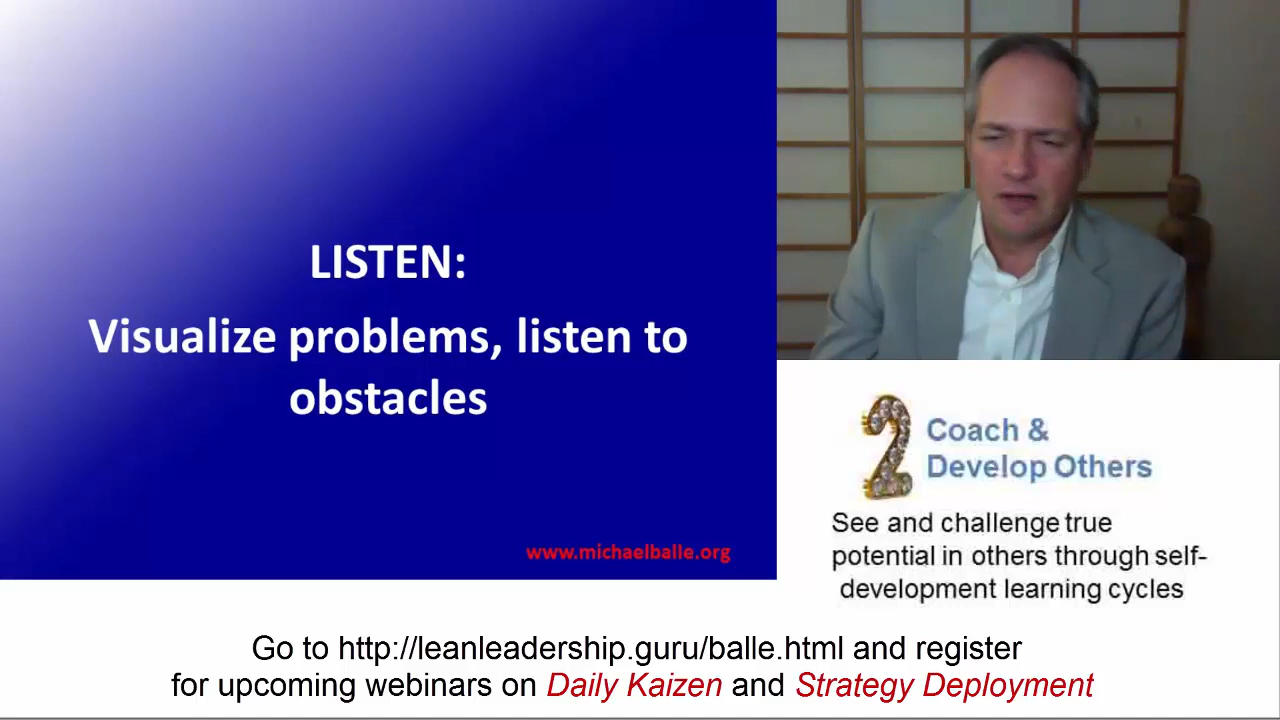 LISTEN:
Visualize problems, listen to
obstacles
www.michaelballe.org
2 Coach &
Develop Others
See and challenge true
potential in others through self-
development learning cycles
Go to http://leanleadership.guru/balle.html and register
for upcoming webinars on Daily Kaizen and Strategy Deployment